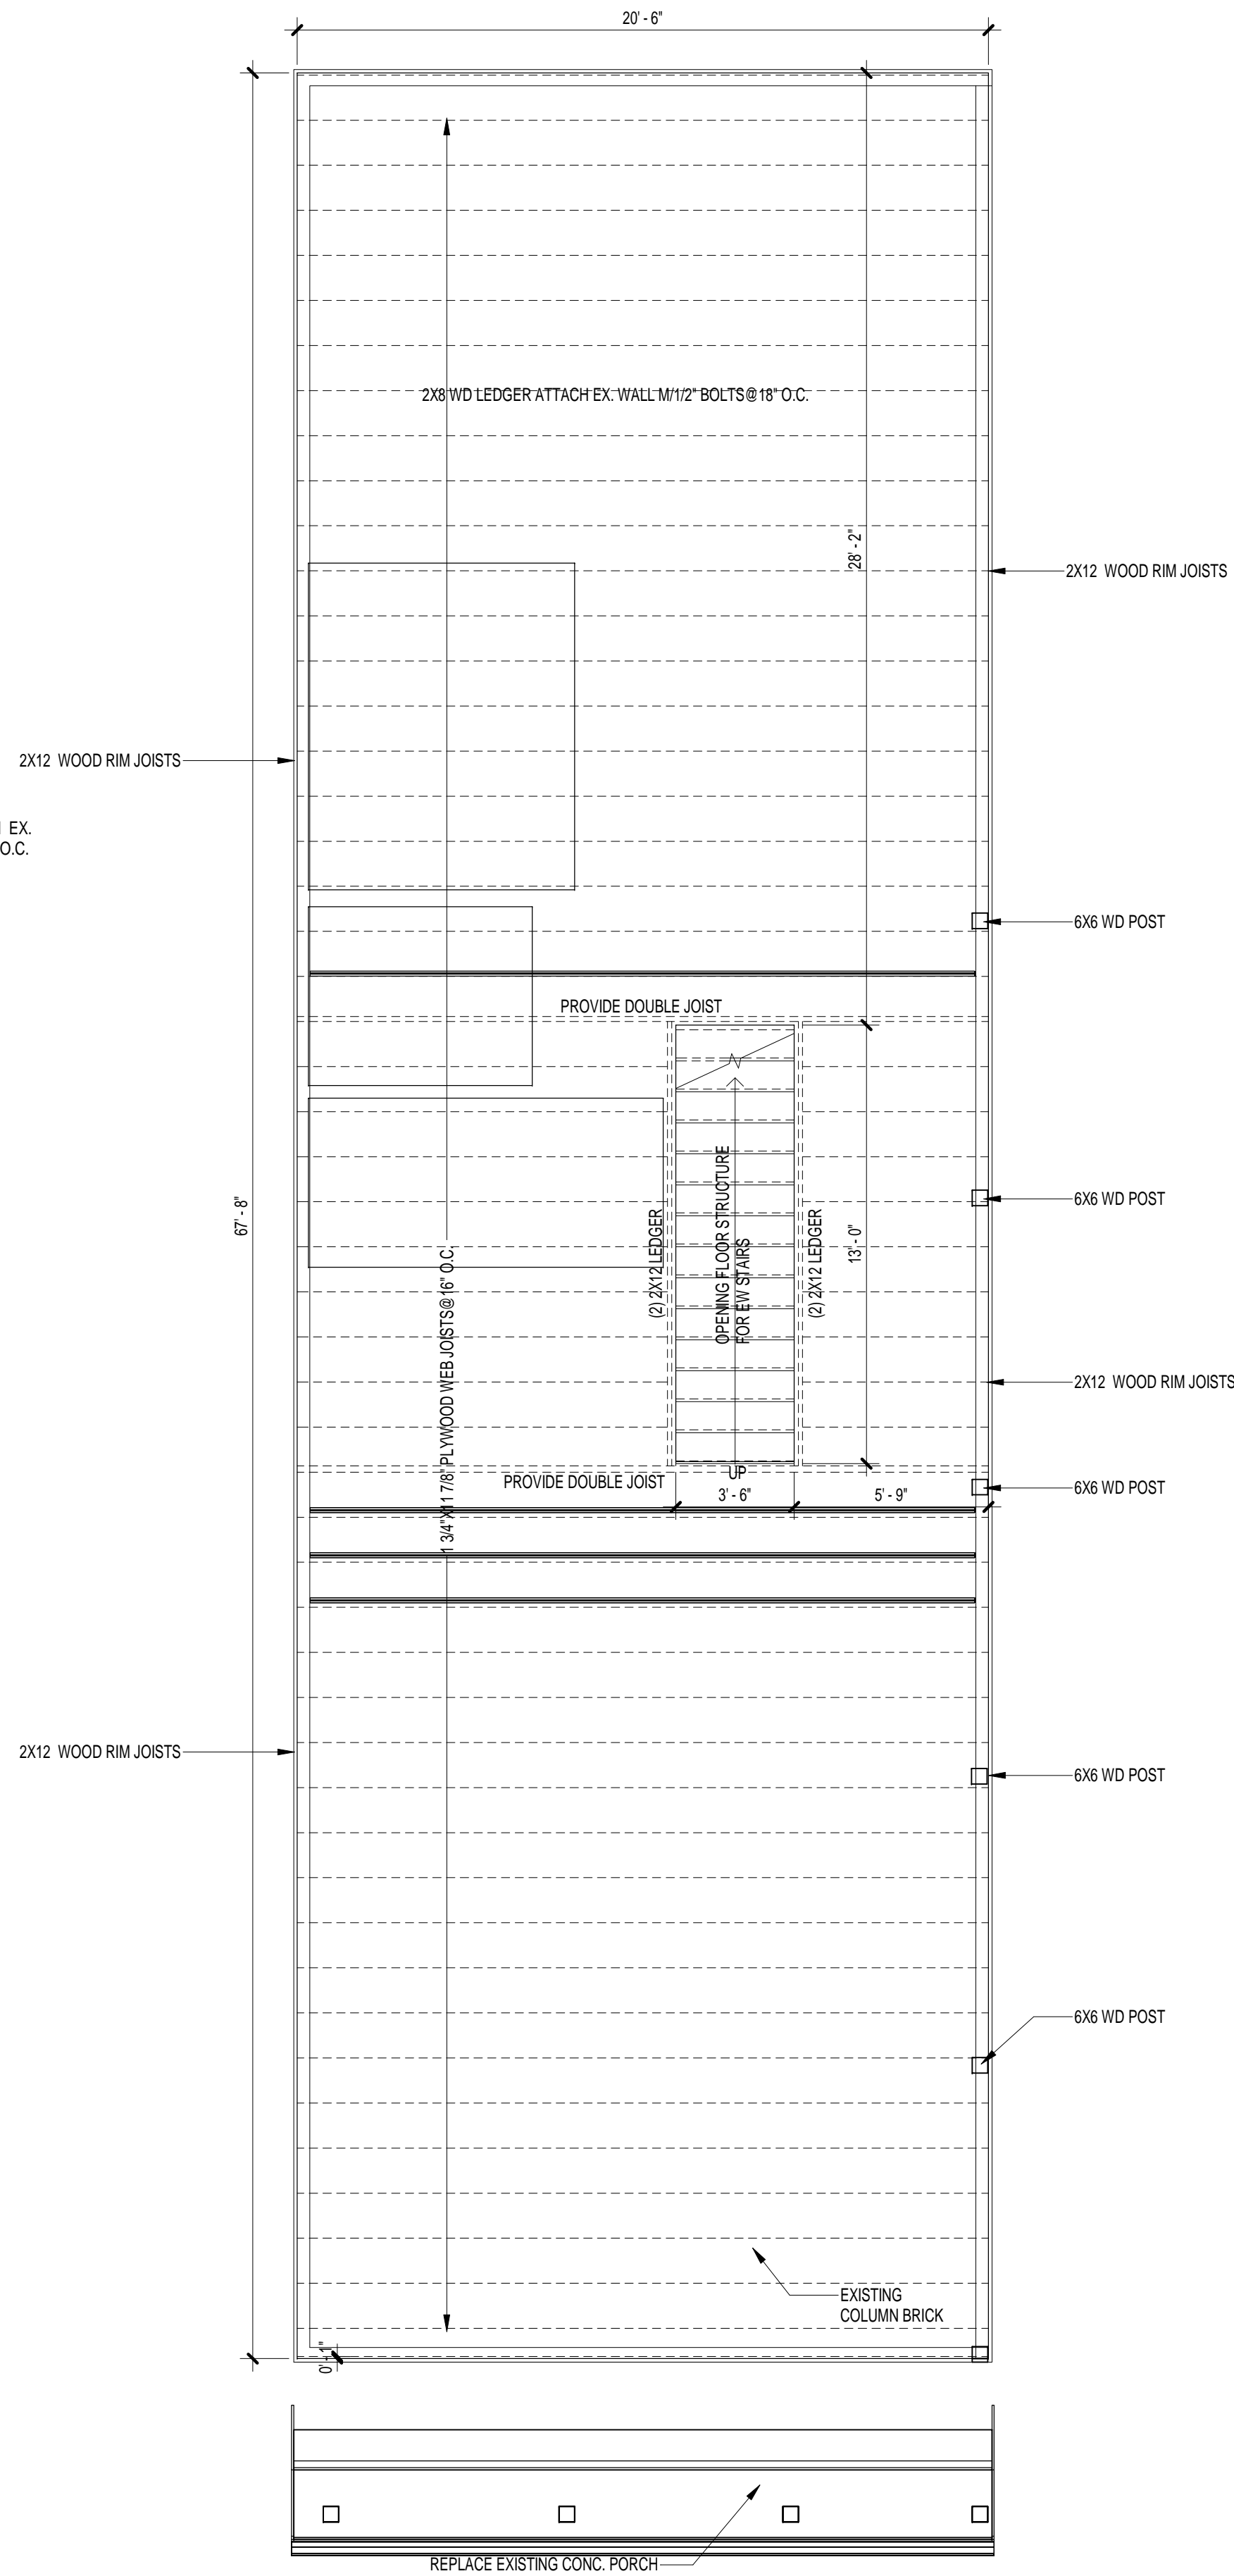 20' - 6"
2X8 WD LEDGER ATTACH EX. WALL M/1/2" BOLTS@18" O.C.
28' - 2"
2X12 WOOD RIM JOISTS
2X12 WOOD RIM JOISTS
EX.
O.C.
6X6 WD POST
PROVIDE DOUBLE JOIST
67' - 8"
6X6 WD POST
(2) 2X12 LEDGER
OPENING FLOOR STRUCTURE
FOR EW STAIRS
(2) 2X12 LEDGER
13' - 0"
1 3/4"X11 7/8" PLYWOOD WEB JOISTS@16" O.C.
2X12 WOOD RIM JOISTS
PROVIDE DOUBLE JOIST
UP
3' - 6"
5' - 9"
6X6 WD POST
2X12 WOOD RIM JOISTS
6X6 WD POST
6X6 WD POST
EXISTING
COLUMN BRICK
0' - 1"
REPLACE EXISTING CONC. PORCH